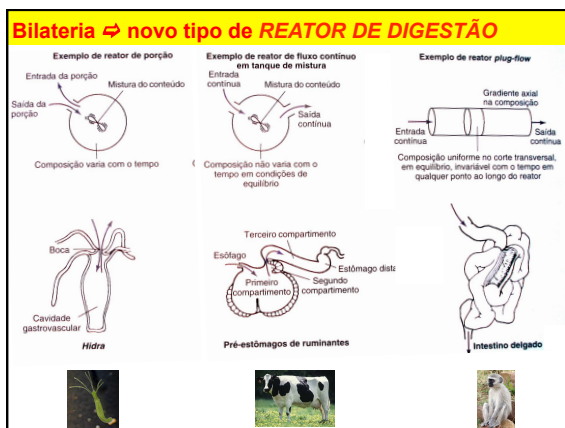 Bilateria ⇨ novo tipo de REATOR DE DIGESTÃO
Exemplo de reator de porção
Entrada da porção
Mistura do conteúdo
Saída da
porção
Composição varia com o tempo
Exemplo de reator de fluxo contínuo
em tanque de mistura
Entrada
contínua
Mistura do conteúdo
Saída
contínua
Composição não varia com o
tempo em condições de
equilíbrio
Exemplo de reator plug-flow
Gradiente axial
na composição
Entrada
contínua
Saída
contínua
Composição uniforme no corte transversal,
em equilíbrio, invariável com o tempo em
qualquer ponto ao longo do reator
Boca
Cavidade
gastrovascular
Hidra
Terceiro compartimento
Esôfago
Estômago dista
Primeiro
compartimento
Segundo
compartimento
Pré-estômagos de ruminantes
Intestino delgado